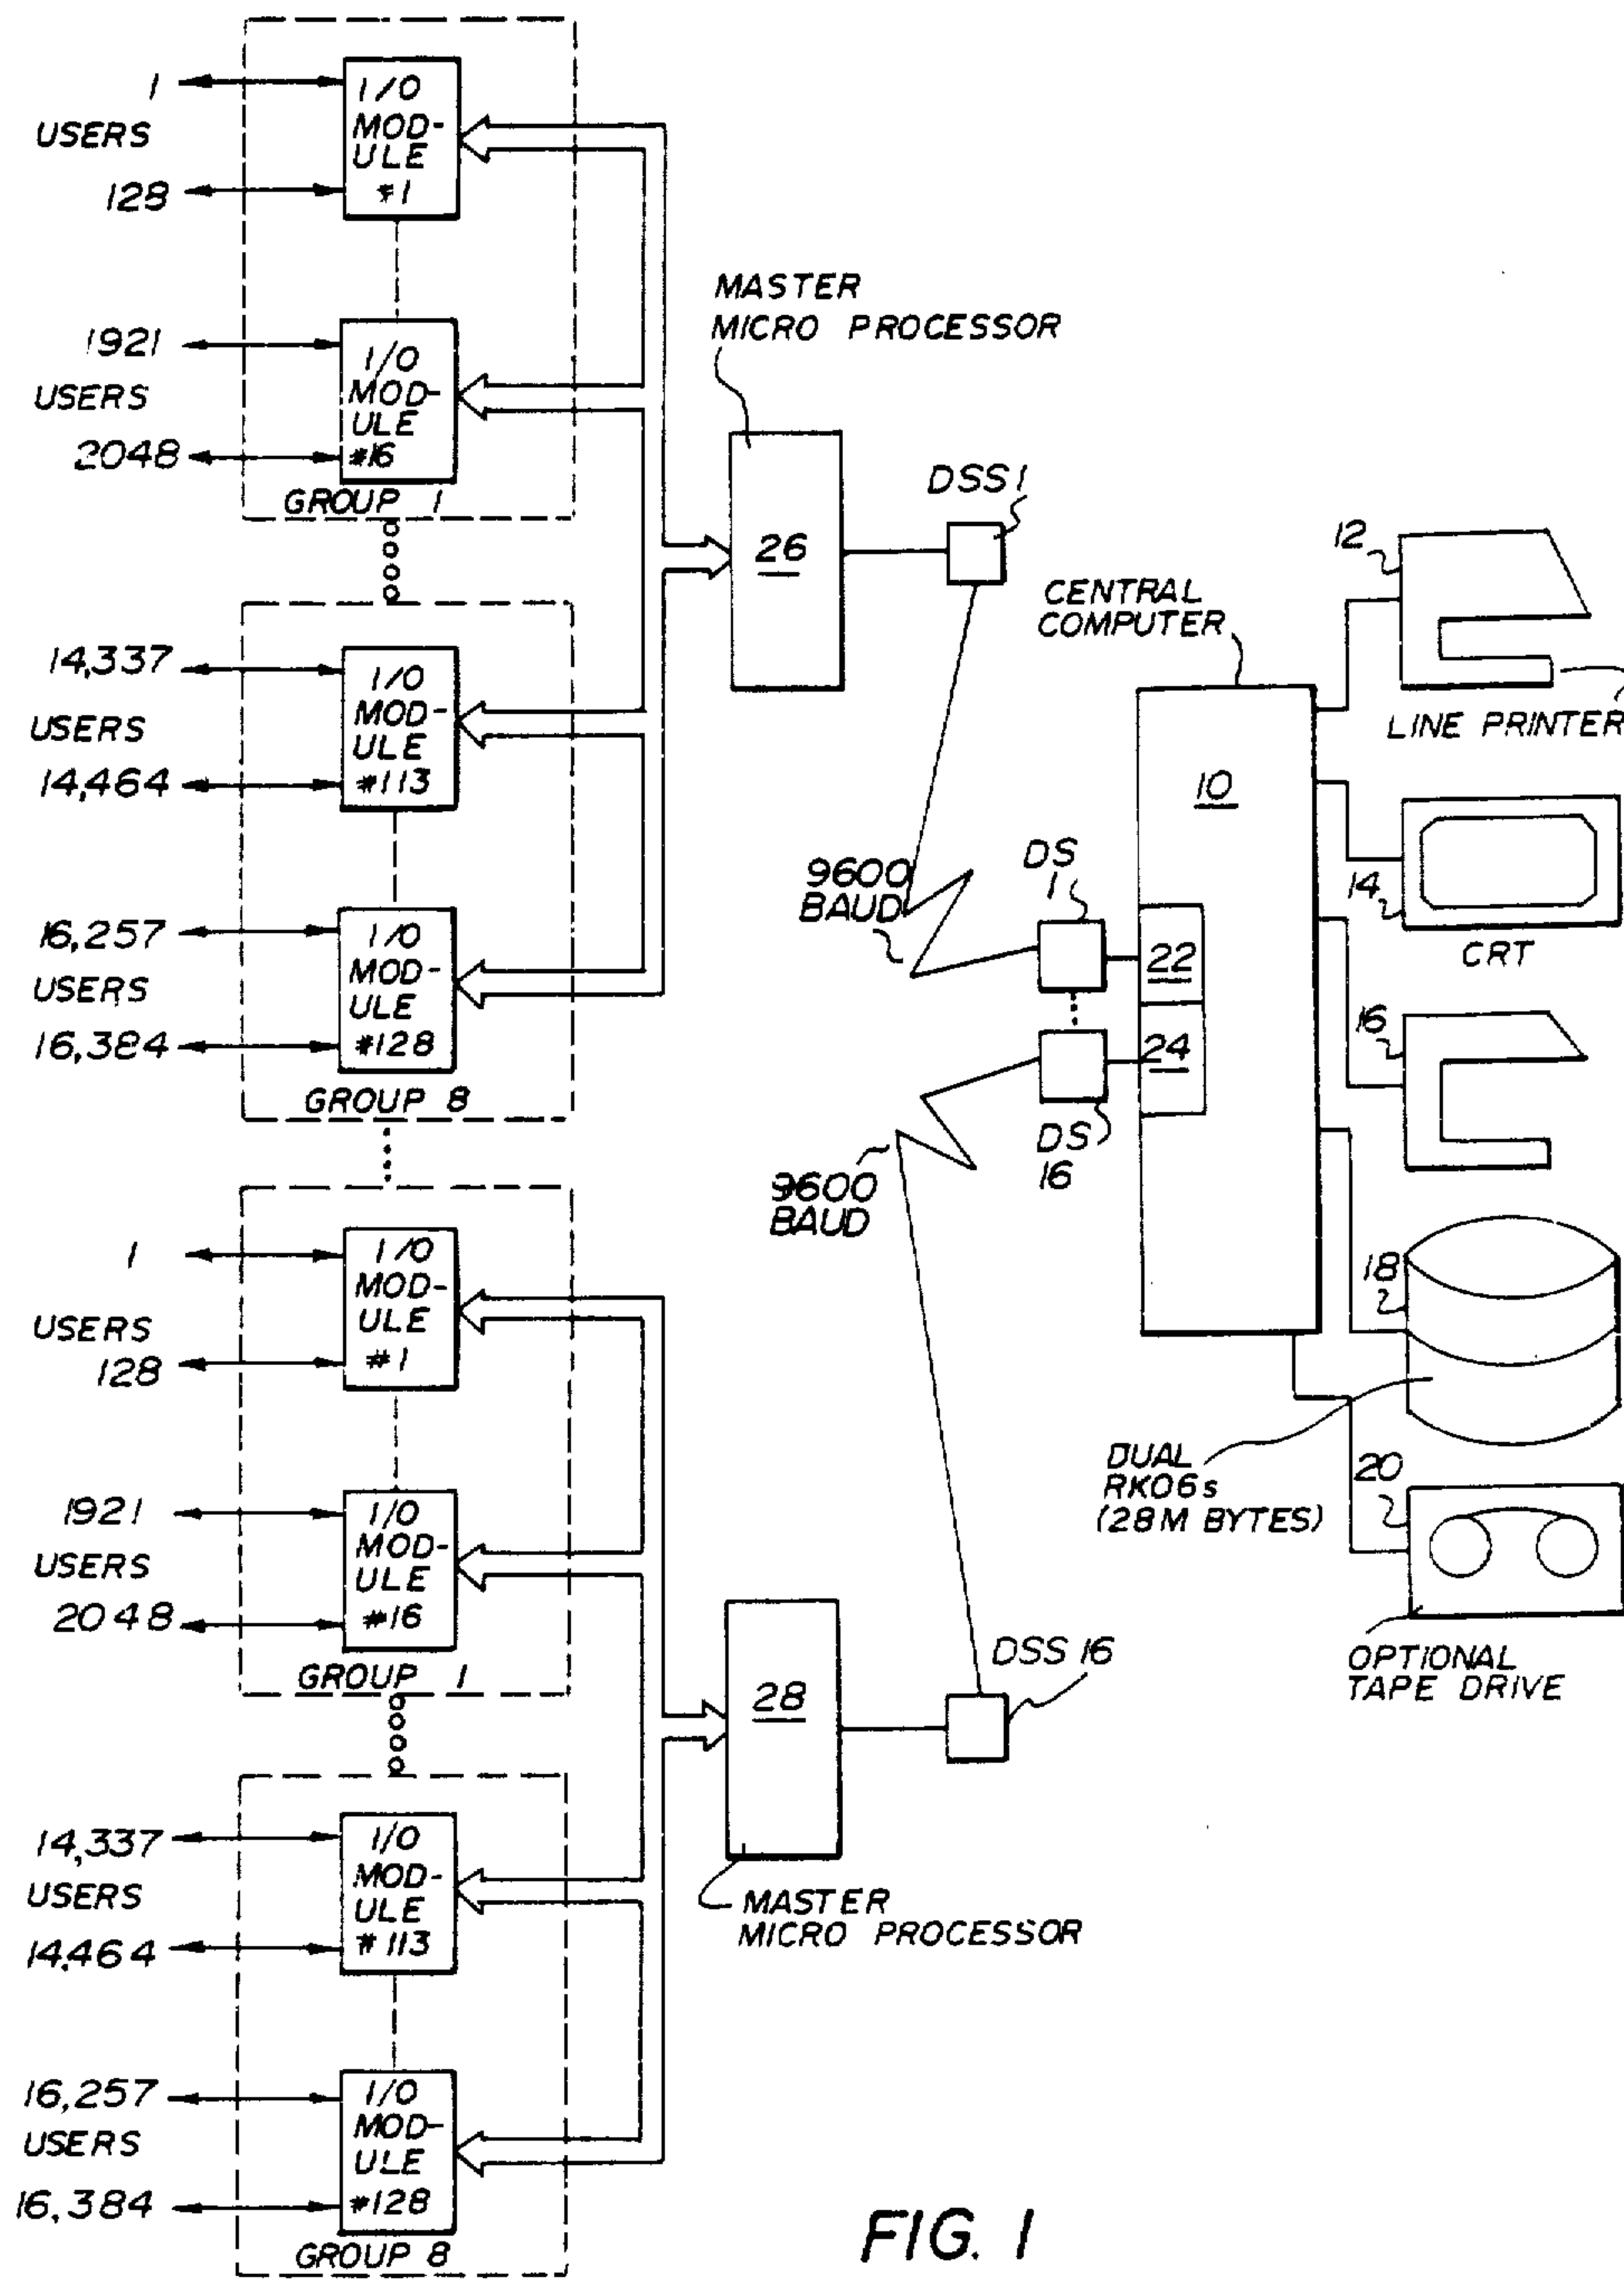 1
USERS
128
I/O
MOD-
ULE
#1
1921
USERS
2048
I/O
MOD-
ULE
#16
GROUP 1
14,337
USERS
14,464
I/O
MOD-
ULE
#113
16,257
USERS
16,384
I/O
MOD-
ULE
#128
GROUP 8
1
USERS
128
I/O
MOD-
ULE
#1
1921
USERS
2048
I/O
MOD-
ULE
#16
GROUP 1
14,337
USERS
14,464
I/O
MOD-
ULE
#113
16,257
USERS
16,384
I/O
MOD-
ULE
#128
GROUP 8
MASTER
MICRO PROCESSOR
26
DSS 1
9600
BAUD
DS
1
DS
16
9600
BAUD
28
DSS 16
MASTER
MICRO PROCESSOR
CENTRAL
COMPUTER
10
22
24
12
LINE PRINTER
14
CRT
16
18
DUAL
RK06s
(28M BYTES)
20
OPTIONAL
TAPE DRIVE
FIG. 1